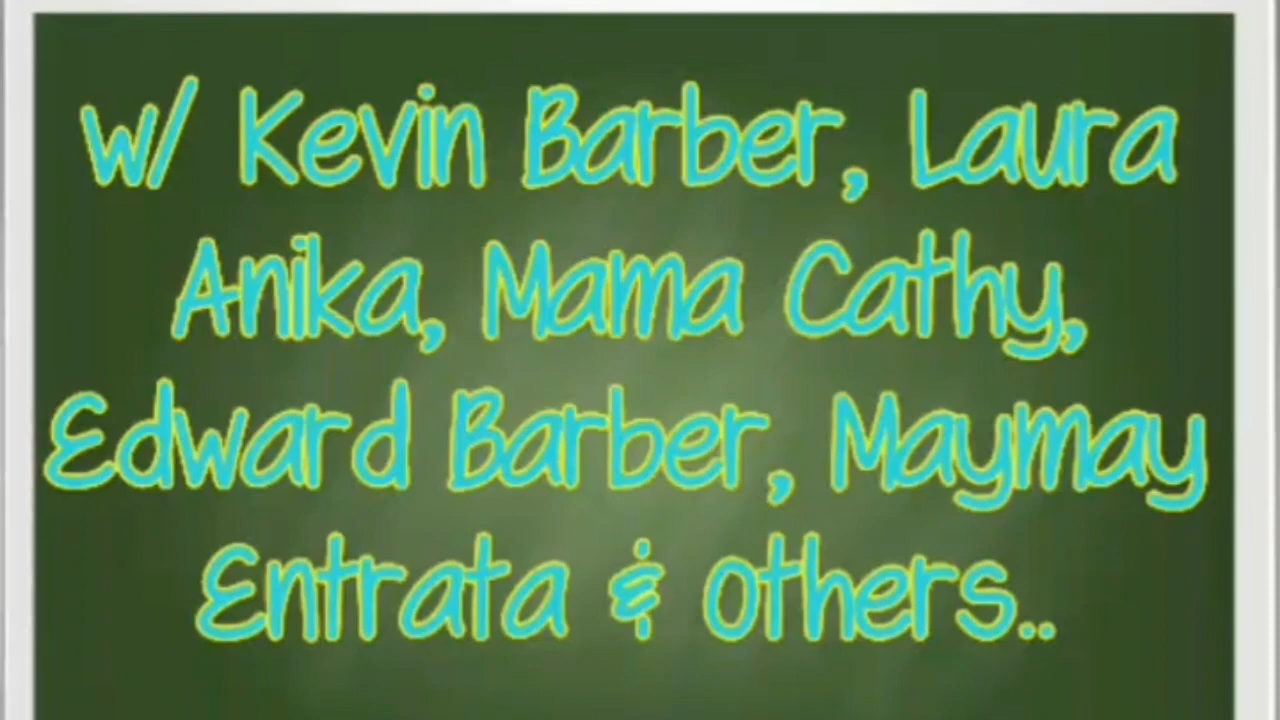 w/ Kevin Barber, Laura
Anika, Mama Cathy,
Edward Barber, Maymay
Entrata & others..